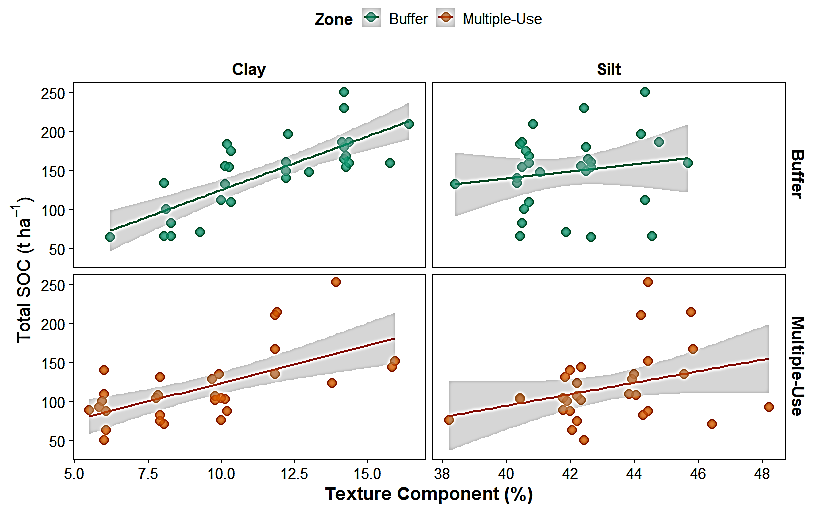 Zone Buffer Multiple-Use
Clay Silt
250
200
150
100
50
Buffer
250
200
150
100
50
Multiple-Use
Total SOC (t ha⁻¹)
5.0 7.5 10.0 12.5 15.0 38 40 42 44 46 48
Texture Component (%)